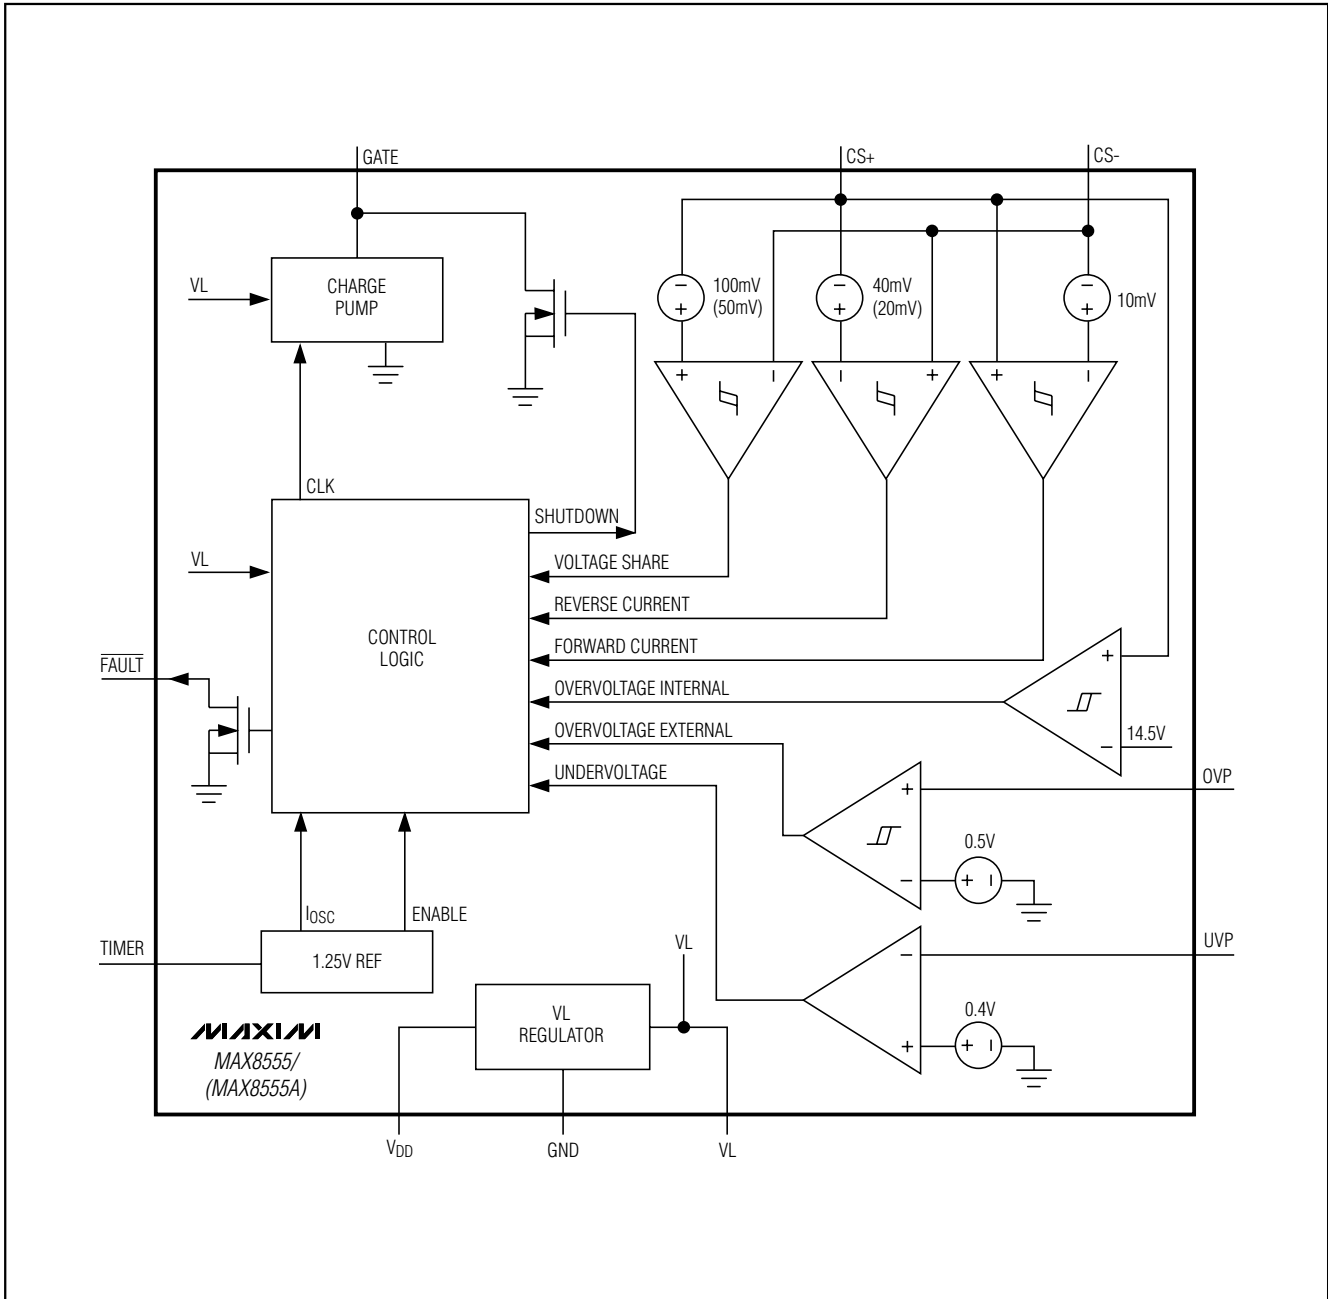 GATE
CS+
CS-
VL
CHARGE
PUMP
100mV
(50mV)
40mV
(20mV)
10mV
− + − + − +
+ − − + + −
CLK
SHUTDOWN
VL
VOLTAGE SHARE
REVERSE CURRENT
CONTROL
LOGIC
FORWARD CURRENT
FAULT
OVERVOLTAGE INTERNAL
+
−
14.5V
OVERVOLTAGE EXTERNAL
UNDERVOLTAGE
OVP
+
−
0.5V
+ −
IOSC
ENABLE
TIMER
1.25V REF
VL
UVP
−
+
0.4V
+ −
VL
REGULATOR
MAXIM
MAX8555/
(MAX8555A)
VDD
GND
VL